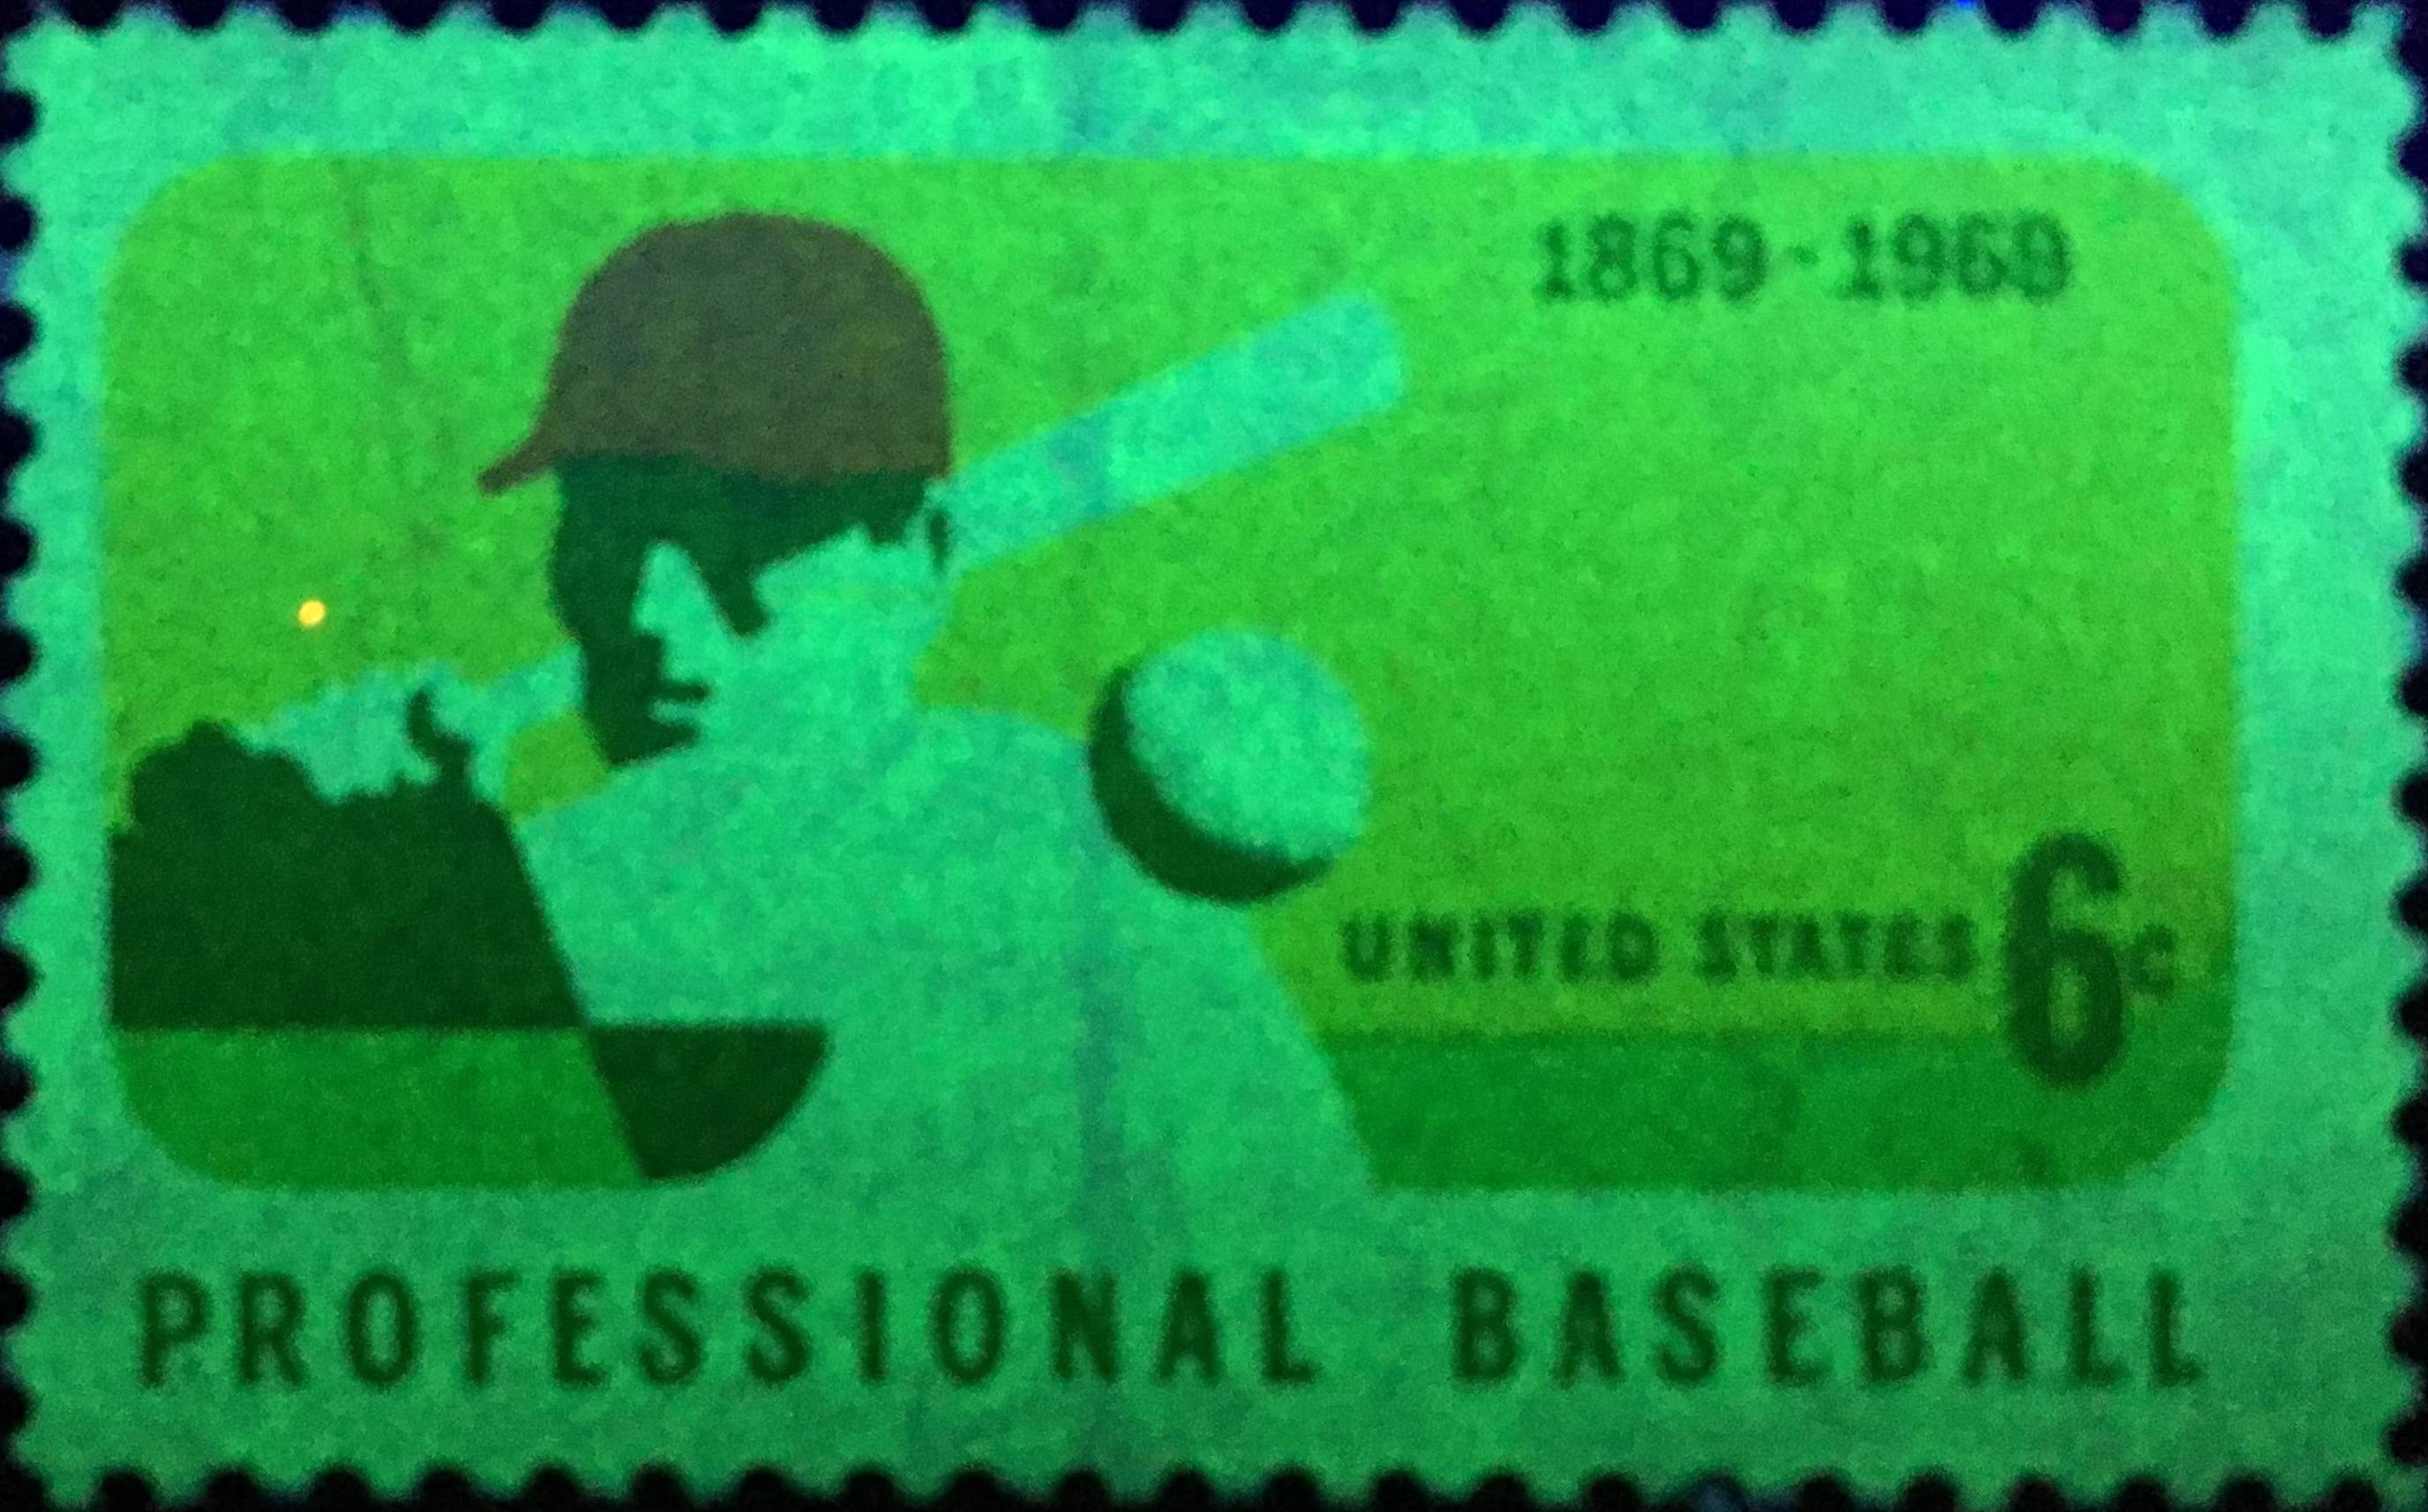 1869-1969
UNITED STATES 6c
PROFESSIONAL BASEBALL